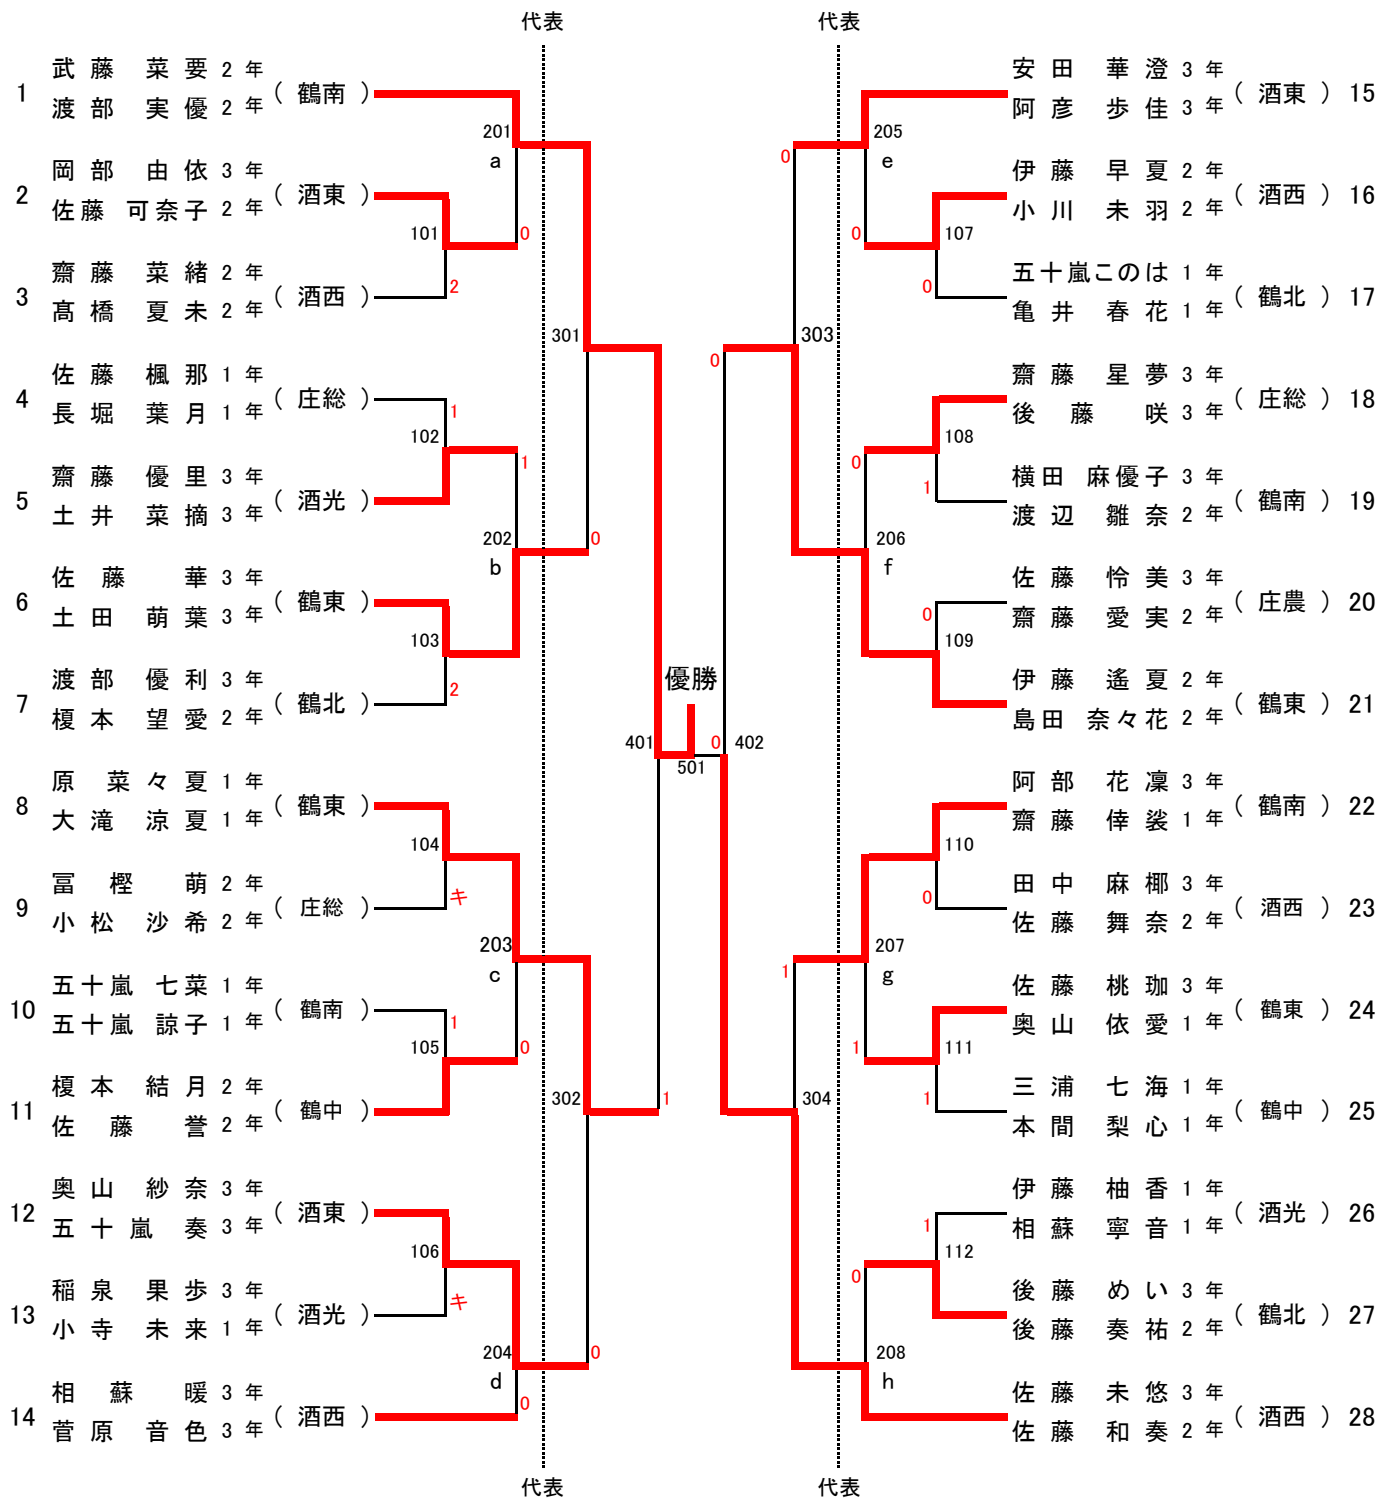 代表
代表
1 武藤 菜要 2年 (鶴南)
渡部 実優 2年
2 岡部 由依 3年 (酒東)
佐藤 可奈子 2年
3 齋藤 菜緒 2年 (酒西)
髙橋 夏未 2年
4 佐藤 楓那 1年 (庄総)
長堀 葉月 1年
5 齋藤 優里 3年 (酒光)
土井 菜摘 3年
6 佐藤 華 3年 (鶴東)
土田 萌葉 3年
7 渡部 優利 3年 (鶴北)
榎本 望愛 2年
8 原 菜々夏 1年 (鶴東)
大滝 涼夏 1年
9 冨樫 萌 2年 (庄総)
小松 沙希 2年
10 五十嵐 七菜 1年 (鶴南)
五十嵐 諒子 1年
11 榎本 結月 2年 (鶴中)
佐藤 誉 2年
12 奥山 紗奈 3年 (酒東)
五十嵐 奏 3年
13 稲泉 果歩 3年 (酒光)
小寺 未来 1年
14 相蘇 暖 3年 (酒西)
菅原 音色 3年
201
a
0
101
2
301
1
102
1
202
b
0
103
2
104
キ
203
c
1
105
0
302
1
106
キ
204
d
0
0
優勝
401
501
0
402
0
303
0
205
e
0
107
0
0
108
1
206
f
0
109
110
0
207
g
1
1
111
1
304
1
112
0
208
h
安田 華澄 3年 (酒東) 15
阿彦 歩佳 3年
伊藤 早夏 2年 (酒西) 16
小川 未羽 2年
五十嵐このは 1年 (鶴北) 17
亀井 春花 1年
齋藤 星夢 3年 (庄総) 18
後藤 咲 3年
横田 麻優子 3年 (鶴南) 19
渡辺 雛奈 2年
佐藤 怜美 3年 (庄農) 20
齋藤 愛実 2年
伊藤 遙夏 2年 (鶴東) 21
島田 奈々花 2年
阿部 花凜 3年 (鶴南) 22
齋藤 倖裟 1年
田中 麻椰 3年 (酒西) 23
佐藤 舞奈 2年
佐藤 桃珈 3年 (鶴東) 24
奥山 依愛 1年
三浦 七海 1年 (鶴中) 25
本間 梨心 1年
伊藤 柚香 1年 (酒光) 26
相蘇 寧音 1年
後藤 めい 3年 (鶴北) 27
後藤 奏祐 2年
佐藤 未悠 3年 (酒西) 28
佐藤 和奏 2年
代表
代表